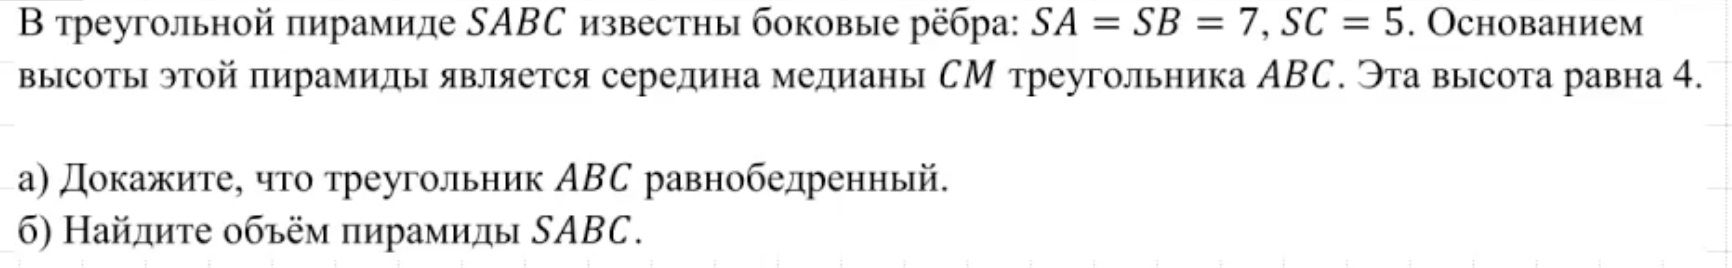 В треугольной пирамиде SABC известны боковые рёбра: SA = SB = 7, SC = 5. Основанием
высоты этой пирамиды является середина медианы CM треугольника ABC. Эта высота равна 4.
а) Докажите, что треугольник ABC равнобедренный.
б) Найдите объём пирамиды SABC.